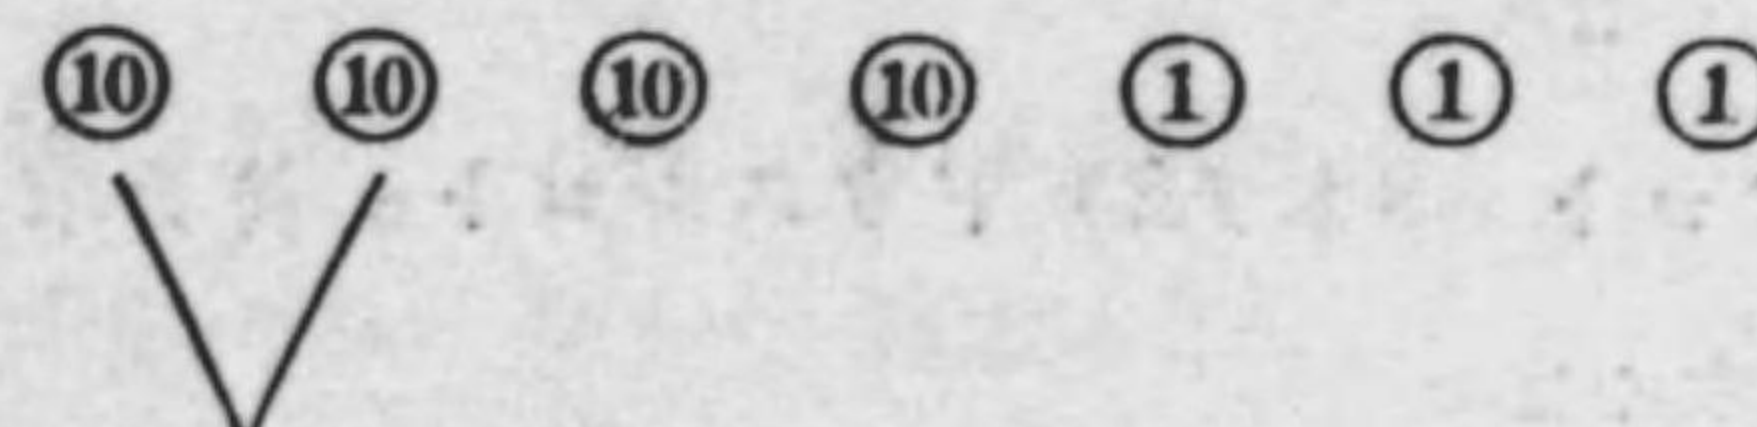 ⑩ ⑩ ⑩ ⑩ ① ① ①